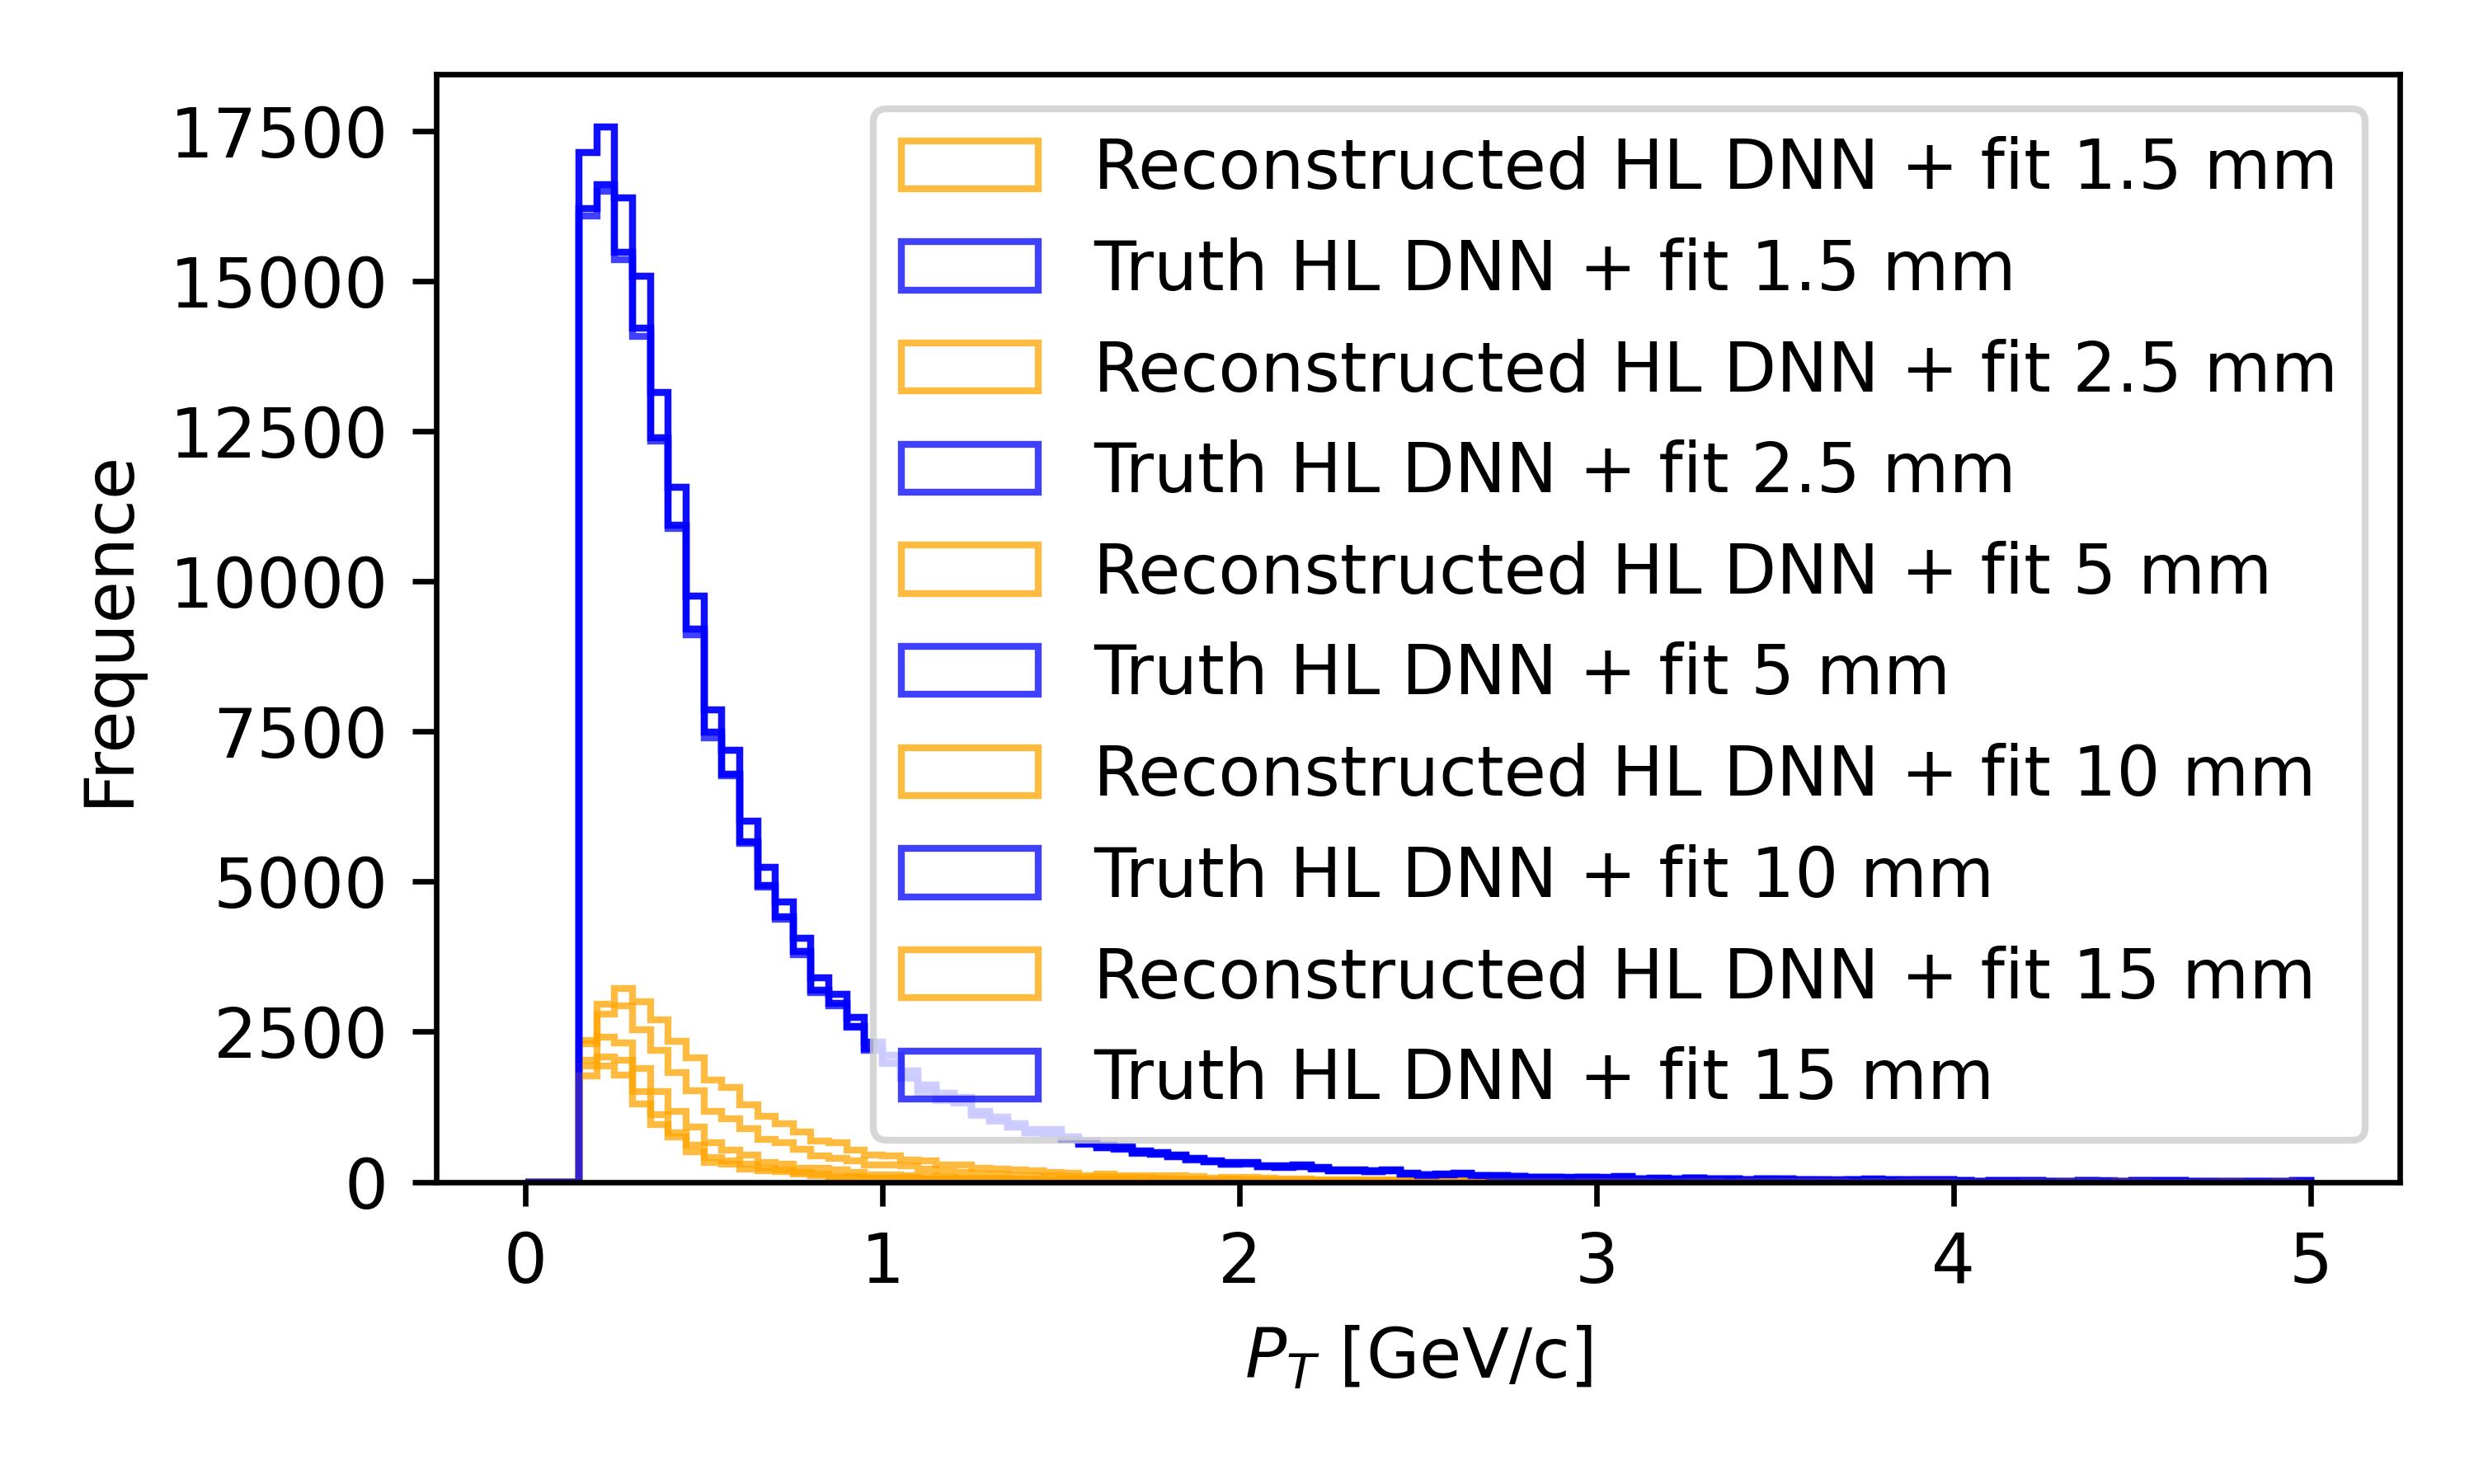 17500
15000
12500
10000
7500
5000
2500
0
Frequence
Reconstructed HL DNN + fit 1.5 mm
Truth HL DNN + fit 1.5 mm
Reconstructed HL DNN + fit 2.5 mm
Truth HL DNN + fit 2.5 mm
Reconstructed HL DNN + fit 5 mm
Truth HL DNN + fit 5 mm
Reconstructed HL DNN + fit 10 mm
Truth HL DNN + fit 10 mm
Reconstructed HL DNN + fit 15 mm
Truth HL DNN + fit 15 mm
0 1 2 3 4 5
P_T [GeV/c]